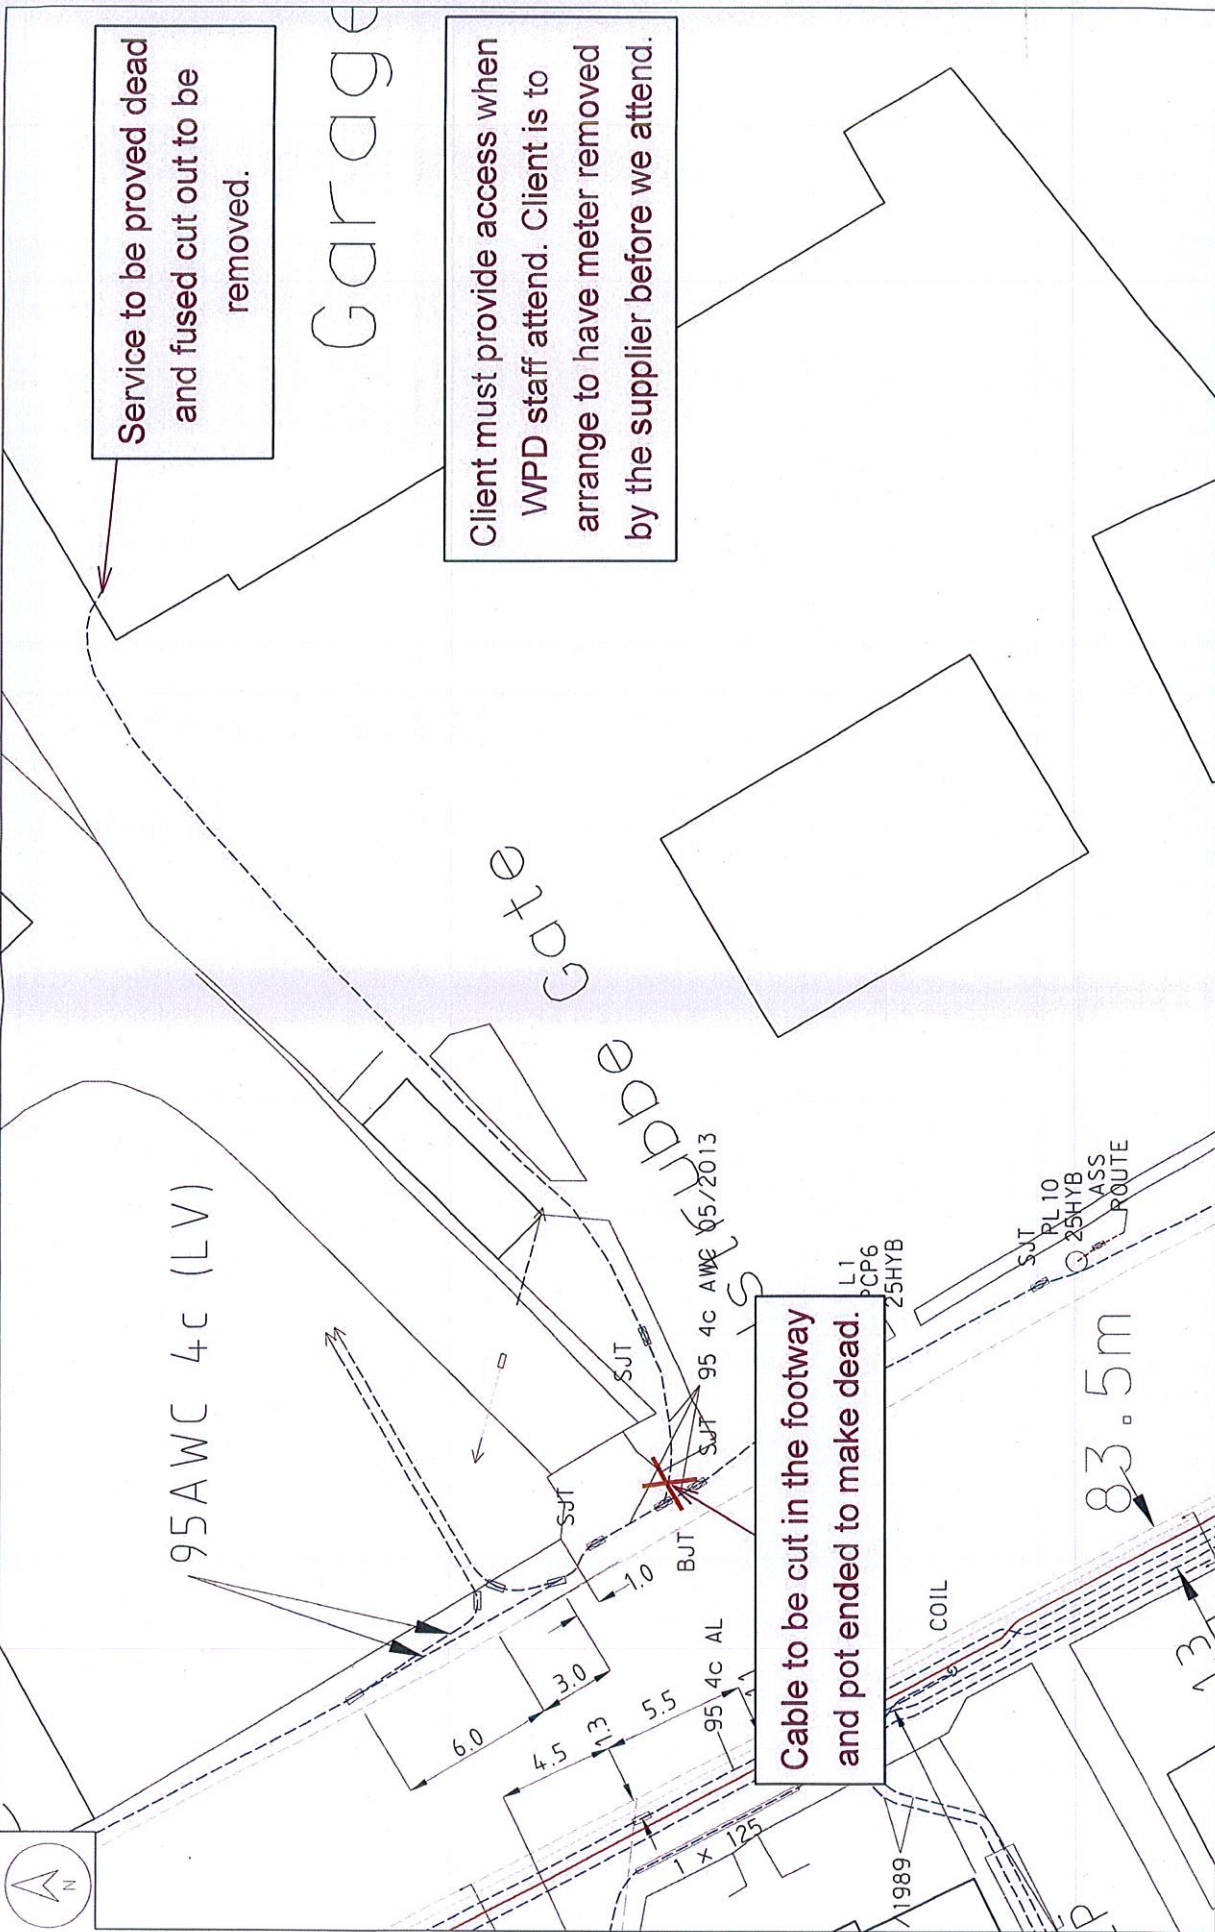 Service to be proved dead
and fused cut out to be
removed.
Garage
Client must provide access when
WPD staff attend. Client is to
arrange to have meter removed
by the supplier before we attend.
95AWC 4c (LV)
Gate
SJT
SJT
SJT
BJT
95 4c AWC 05/2013
L1
PCP6
25HYB
SJT
PL10
25HYB
ASS
ROUTE
Cable to be cut in the footway
and pot ended to make dead.
83.5m
1.0
3.0
6.0
5.5
4.5
1.3
95 4c AL
1 x 125
COIL
1989
13
N